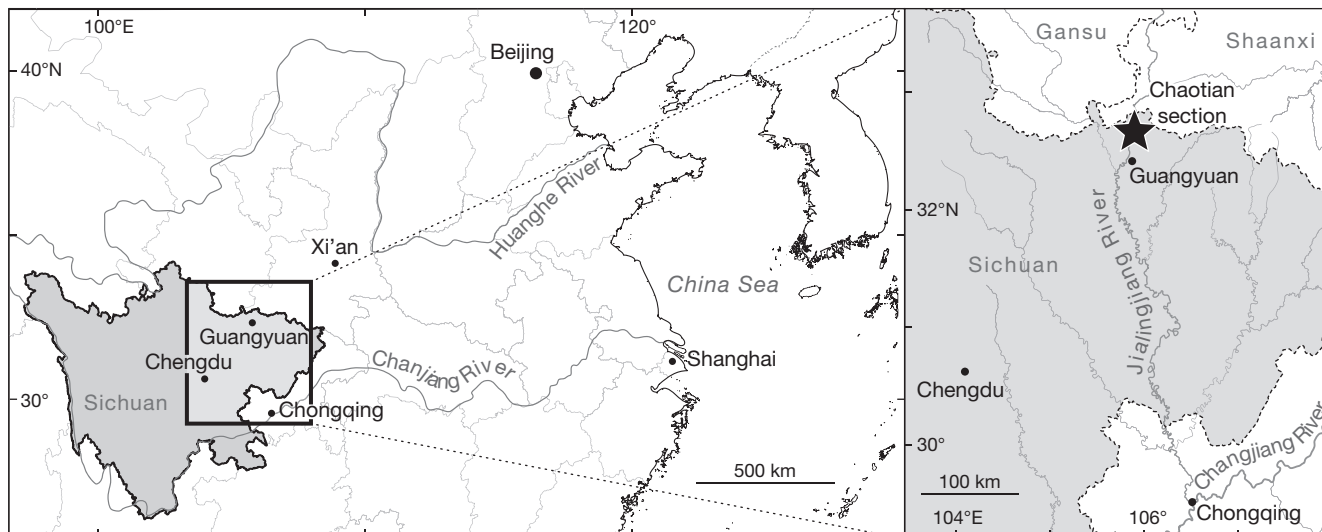 100°E
120°
40°N
Beijing
Huanghe River
Xi'an
China Sea
Guangyuan
Chengdu
Chanjiang River
Shanghai
Sichuan
30°
Chongqing
500 km
Gansu
Shaanxi
Chaotian
section
Guangyuan
32°N
Jialingjiang River
Sichuan
Chengdu
30°
Changjiang River
100 km
Chongqing
104°E
106°